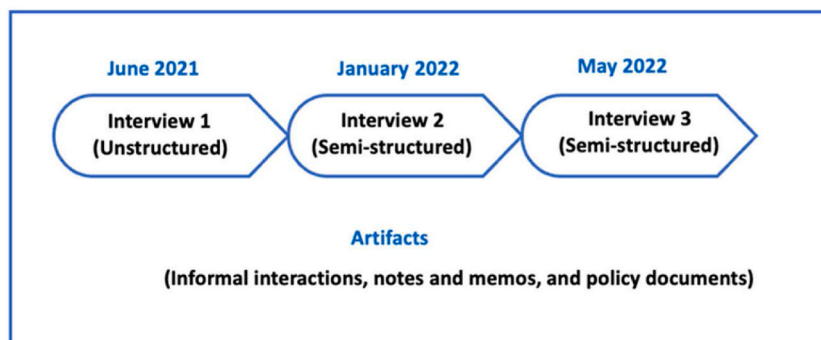 June 2021
January 2022
May 2022
Interview 1
(Unstructured)
Interview 2
(Semi-structured)
Interview 3
(Semi-structured)
Artifacts
(Informal interactions, notes and memos, and policy documents)